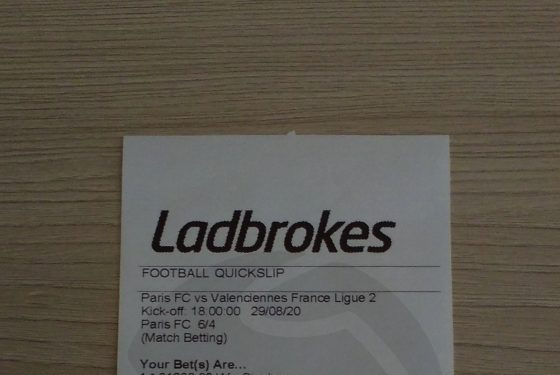 Ladbrokes
FOOTBALL QUICKSLIP
Paris FC vs Valenciennes France Ligue 2
Kick-off: 18:00:00 29/08/20
Paris FC 6/4
(Match Betting)
Your Bet(s) Are...